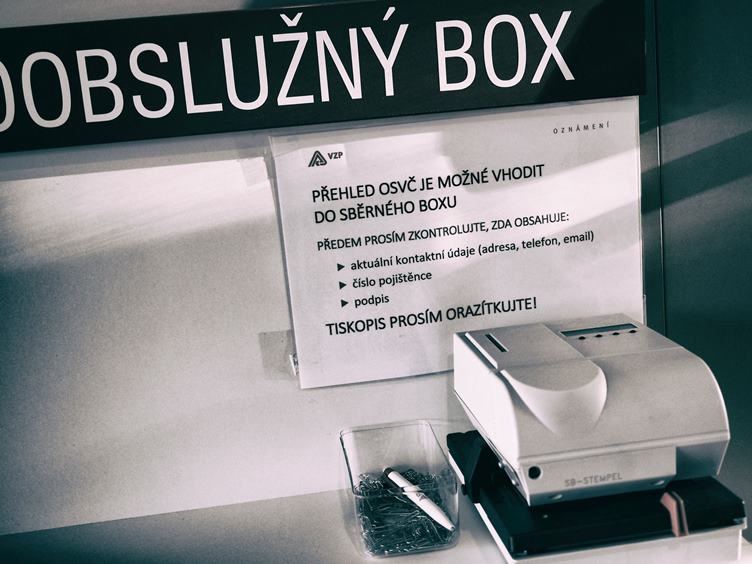 OOBSLUŽNÝ BOX
OZNÁMENÍ
VZP
PŘEHLED OSVČ JE MOŽNÉ VHODIT
DO SBĚRNÉHO BOXU
PŘEDEM PROSÍM ZKONTROLUJTE, ZDA OBSAHUJE:
► aktuální kontaktní údaje (adresa, telefon, email)
► číslo pojištěnce
► podpis
TISKOPIS PROSÍM ORAZÍTKUJTE!
SB-STEMPEL